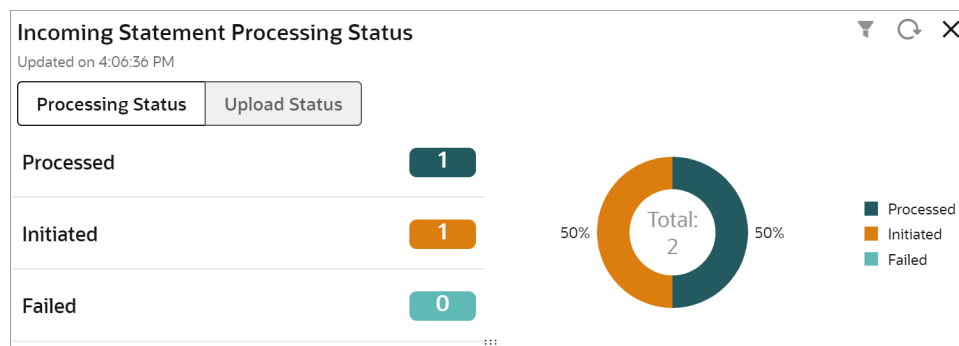 Incoming Statement Processing Status
Updated on 4:06:36 PM
Processing Status Upload Status
Processed 1
Initiated 1
Failed 0
50%
Total:
2
50%
Processed
Initiated
Failed